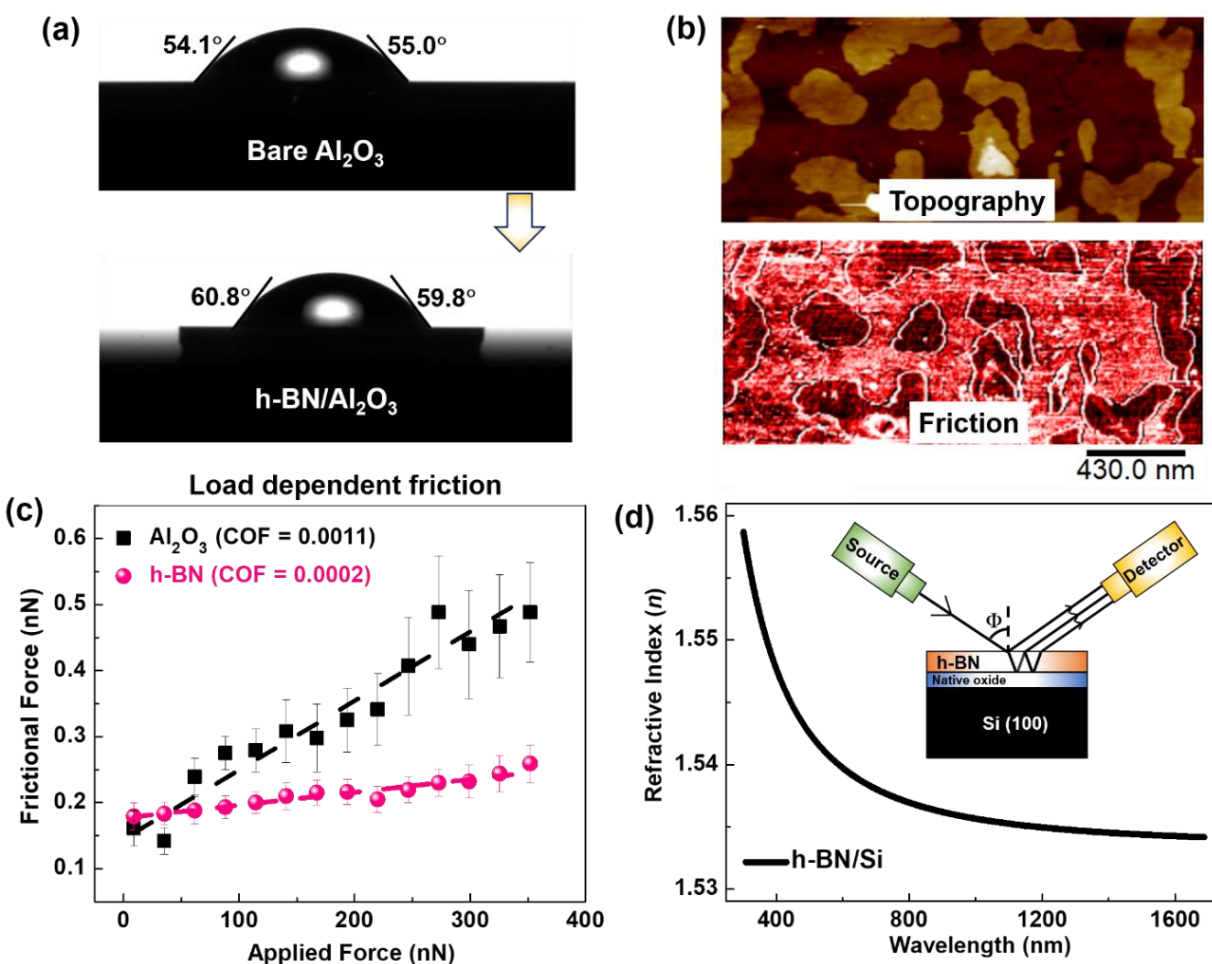 (a)
54.1°
55.0°
Bare Al₂O₃
60.8°
59.8°
h-BN/Al₂O₃
(b)
Topography
Friction
430.0 nm
Load dependent friction
(c)
Al₂O₃ (COF = 0.0011)
h-BN (COF = 0.0002)
Frictional Force (nN)
0.6
0.5
0.4
0.3
0.2
0.1
0
100
200
300
400
Applied Force (nN)
(d)
Refractive Index (n)
1.56
1.55
1.54
1.53
Source
Detector
Φ
h-BN
Native oxide
Si (100)
h-BN/Si
400
800
1200
1600
Wavelength (nm)